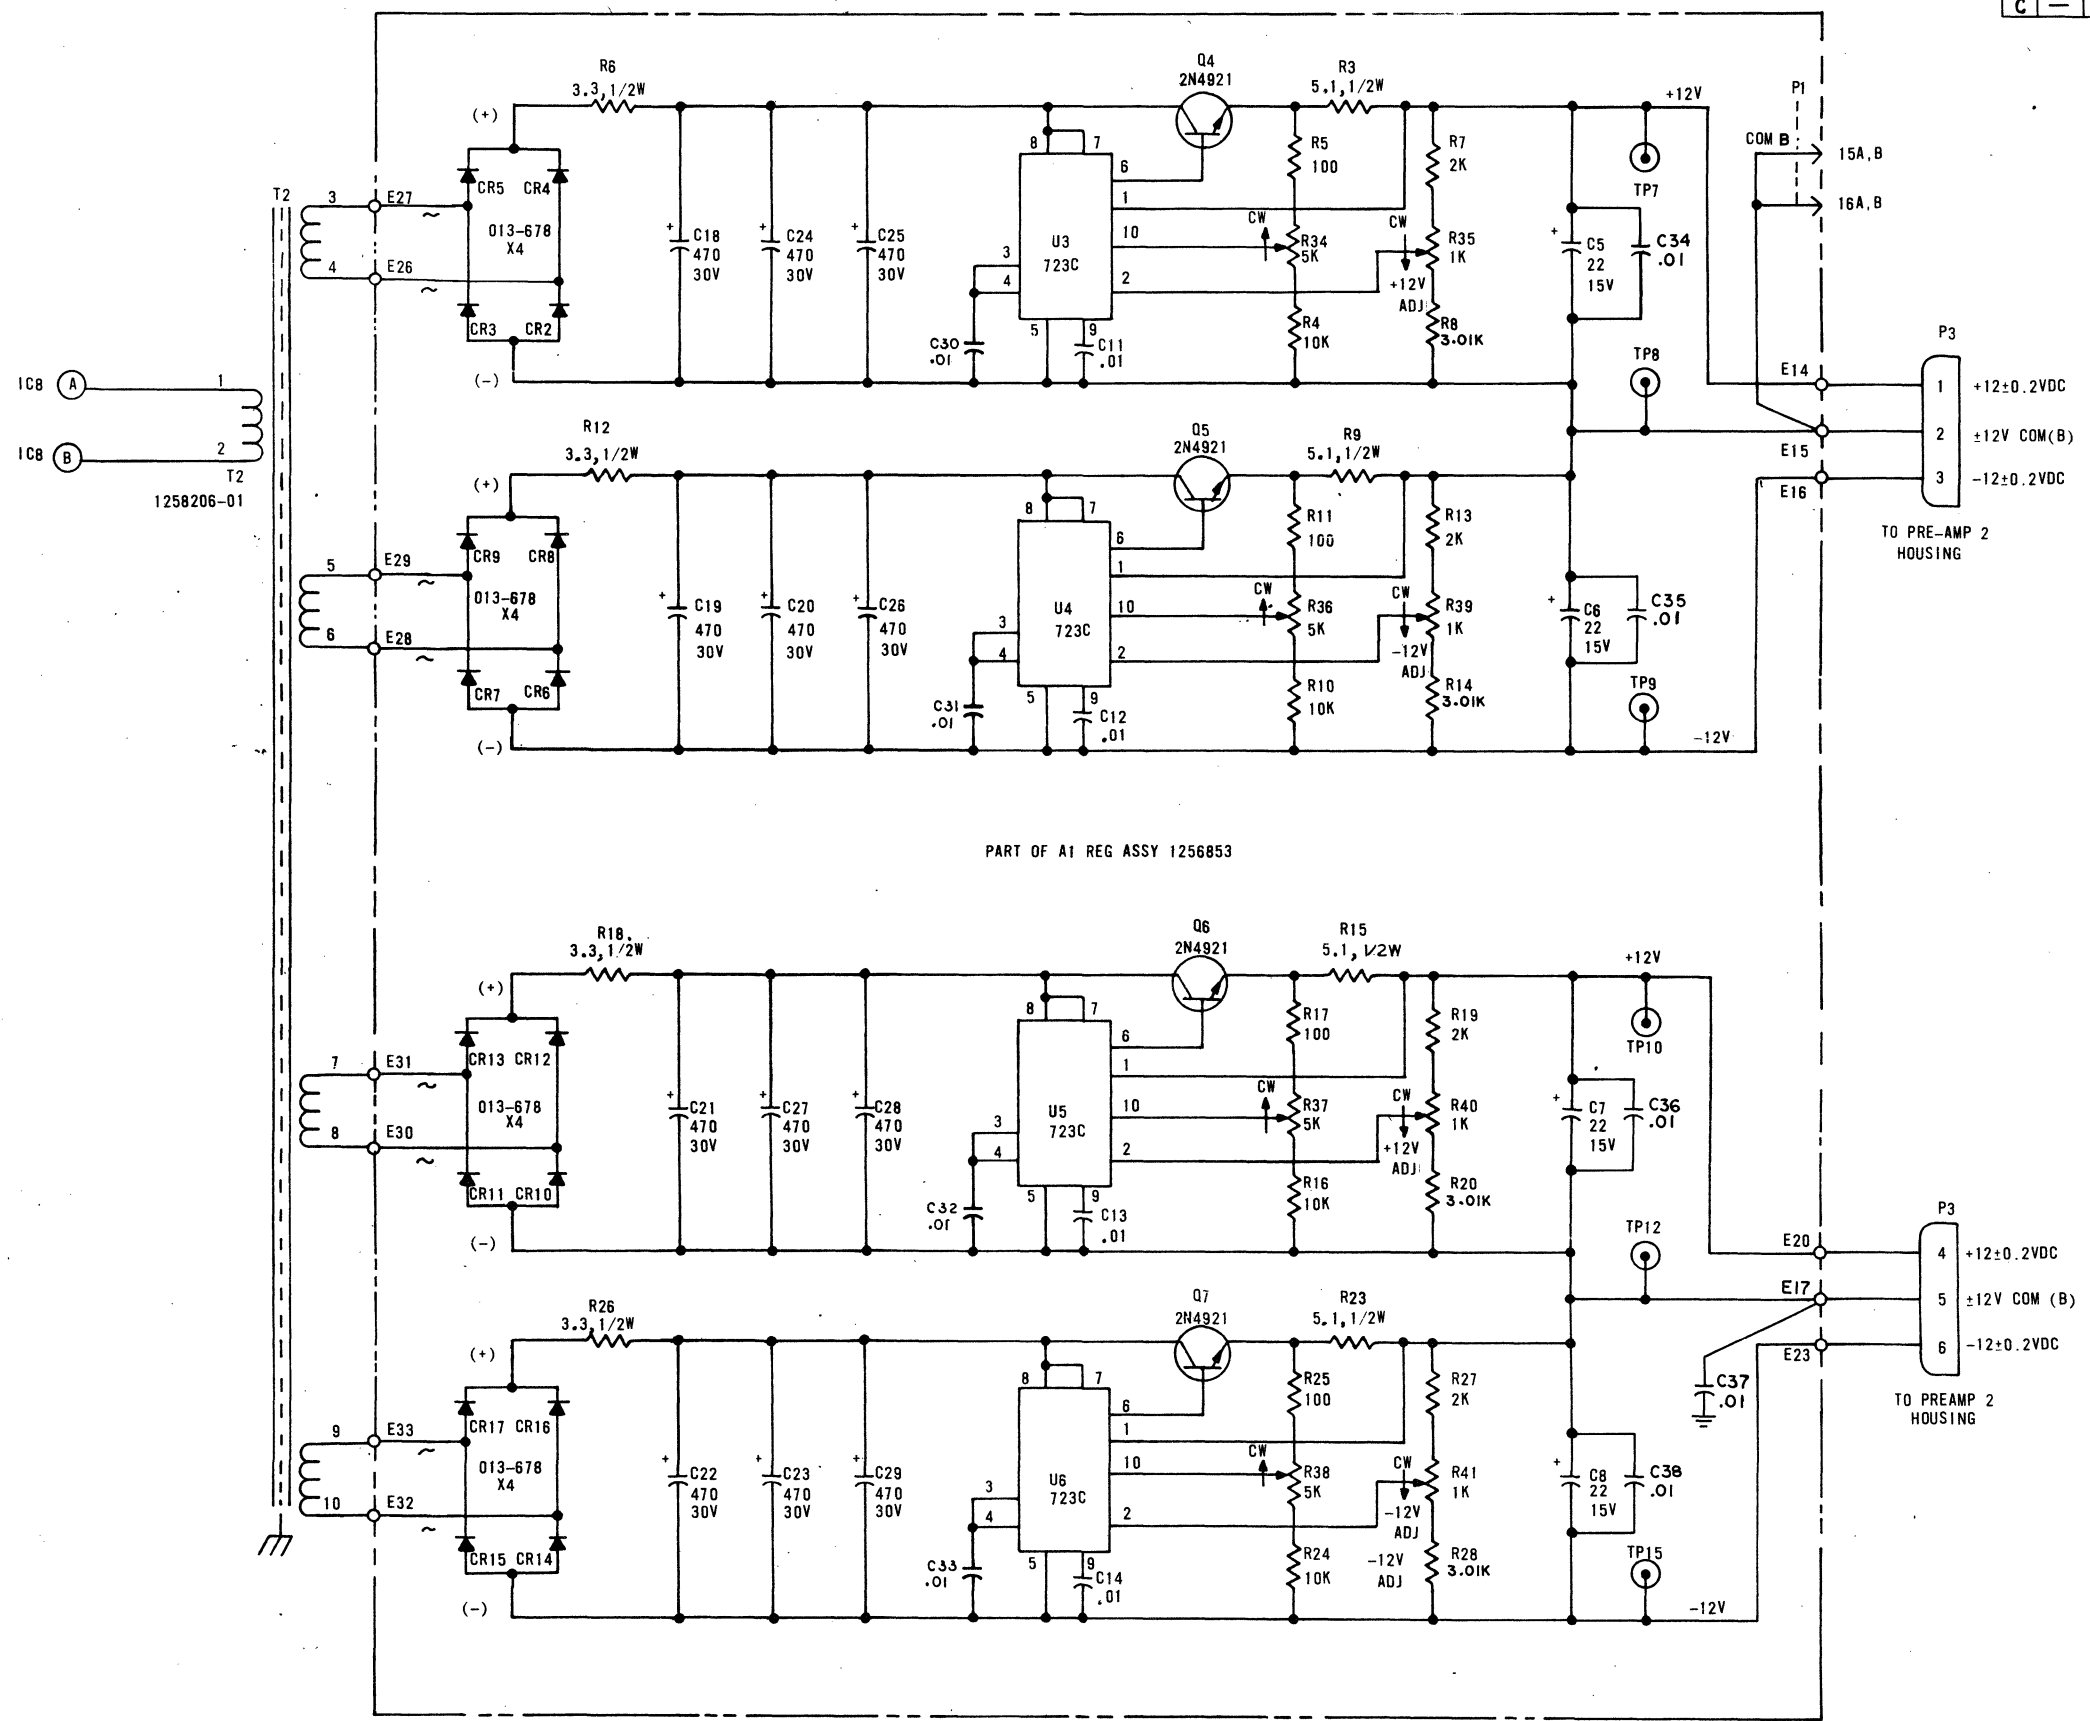 C —
Q4
2N4921
R6
3.3,1/2W
R3
5.1,1/2W
+12V
P1
(+)
COM B
15A,B
16A,B
TP7
T2
3
E27
~
4
E26
~
CR5 CR4
013-678
X4
CR3 CR2
(-)
+
C18
470
30V
+
C24
470
30V
+
C25
470
30V
8
7
6
1
10
2
3
4
5
9
U3
723C
C30
.01
C11
.01
R5
100
CW
R34
5K
R4
10K
R7
2K
CW
R35
1K
+12V
ADJ
R8
3.01K
+
C5
22
15V
C34
.01
TP8
P3
E14
1
+12±0.2VDC
E15
2
±12V COM(B)
E16
3
-12±0.2VDC
TO PRE-AMP 2
HOUSING
IC8
A
1
IC8
B
2
T2
1258206-01
R12
3.3,1/2W
Q5
2N4921
R9
5.1,1/2W
(+)
5
E29
~
6
E28
~
CR9 CR8
013-678
X4
CR7 CR6
(-)
+
C19
470
30V
+
C20
470
30V
+
C26
470
30V
8
7
6
1
10
2
3
4
5
9
U4
723C
C31
.01
C12
.01
R11
100
CW
R36
5K
R10
10K
R13
2K
CW
R39
1K
-12V
ADJ
R14
3.01K
+
C6
22
15V
C35
.01
TP9
-12V
PART OF A1 REG ASSY 1256853
R18
3.3,1/2W
Q6
2N4921
R15
5.1,1/2W
+12V
TP10
(+)
7
E31
~
8
E30
~
CR13 CR12
013-678
X4
CR11 CR10
(-)
+
C21
470
30V
+
C27
470
30V
+
C28
470
30V
8
7
6
1
10
2
3
4
5
9
U5
723C
C32
.01
C13
.01
R17
100
CW
R37
5K
R16
10K
R19
2K
CW
R40
1K
+12V
ADJ
R20
3.01K
+
C7
22
15V
C36
.01
TP12
P3
E20
4
+12±0.2VDC
E17
5
±12V COM (B)
E23
6
-12±0.2VDC
C37
.01
TO PREAMP 2
HOUSING
R26
3.3,1/2W
Q7
2N4921
R23
5.1,1/2W
(+)
9
E33
~
10
E32
~
CR17 CR16
013-678
X4
CR15 CR14
(-)
+
C22
470
30V
+
C23
470
30V
+
C29
470
30V
8
7
6
1
10
2
3
4
5
9
U6
723C
C33
.01
C14
.01
R25
100
CW
R38
5K
R24
10K
R27
2K
CW
R41
1K
-12V
ADJ
-12V
ADJ
R28
3.01K
+
C8
22
15V
C38
.01
TP15
-12V